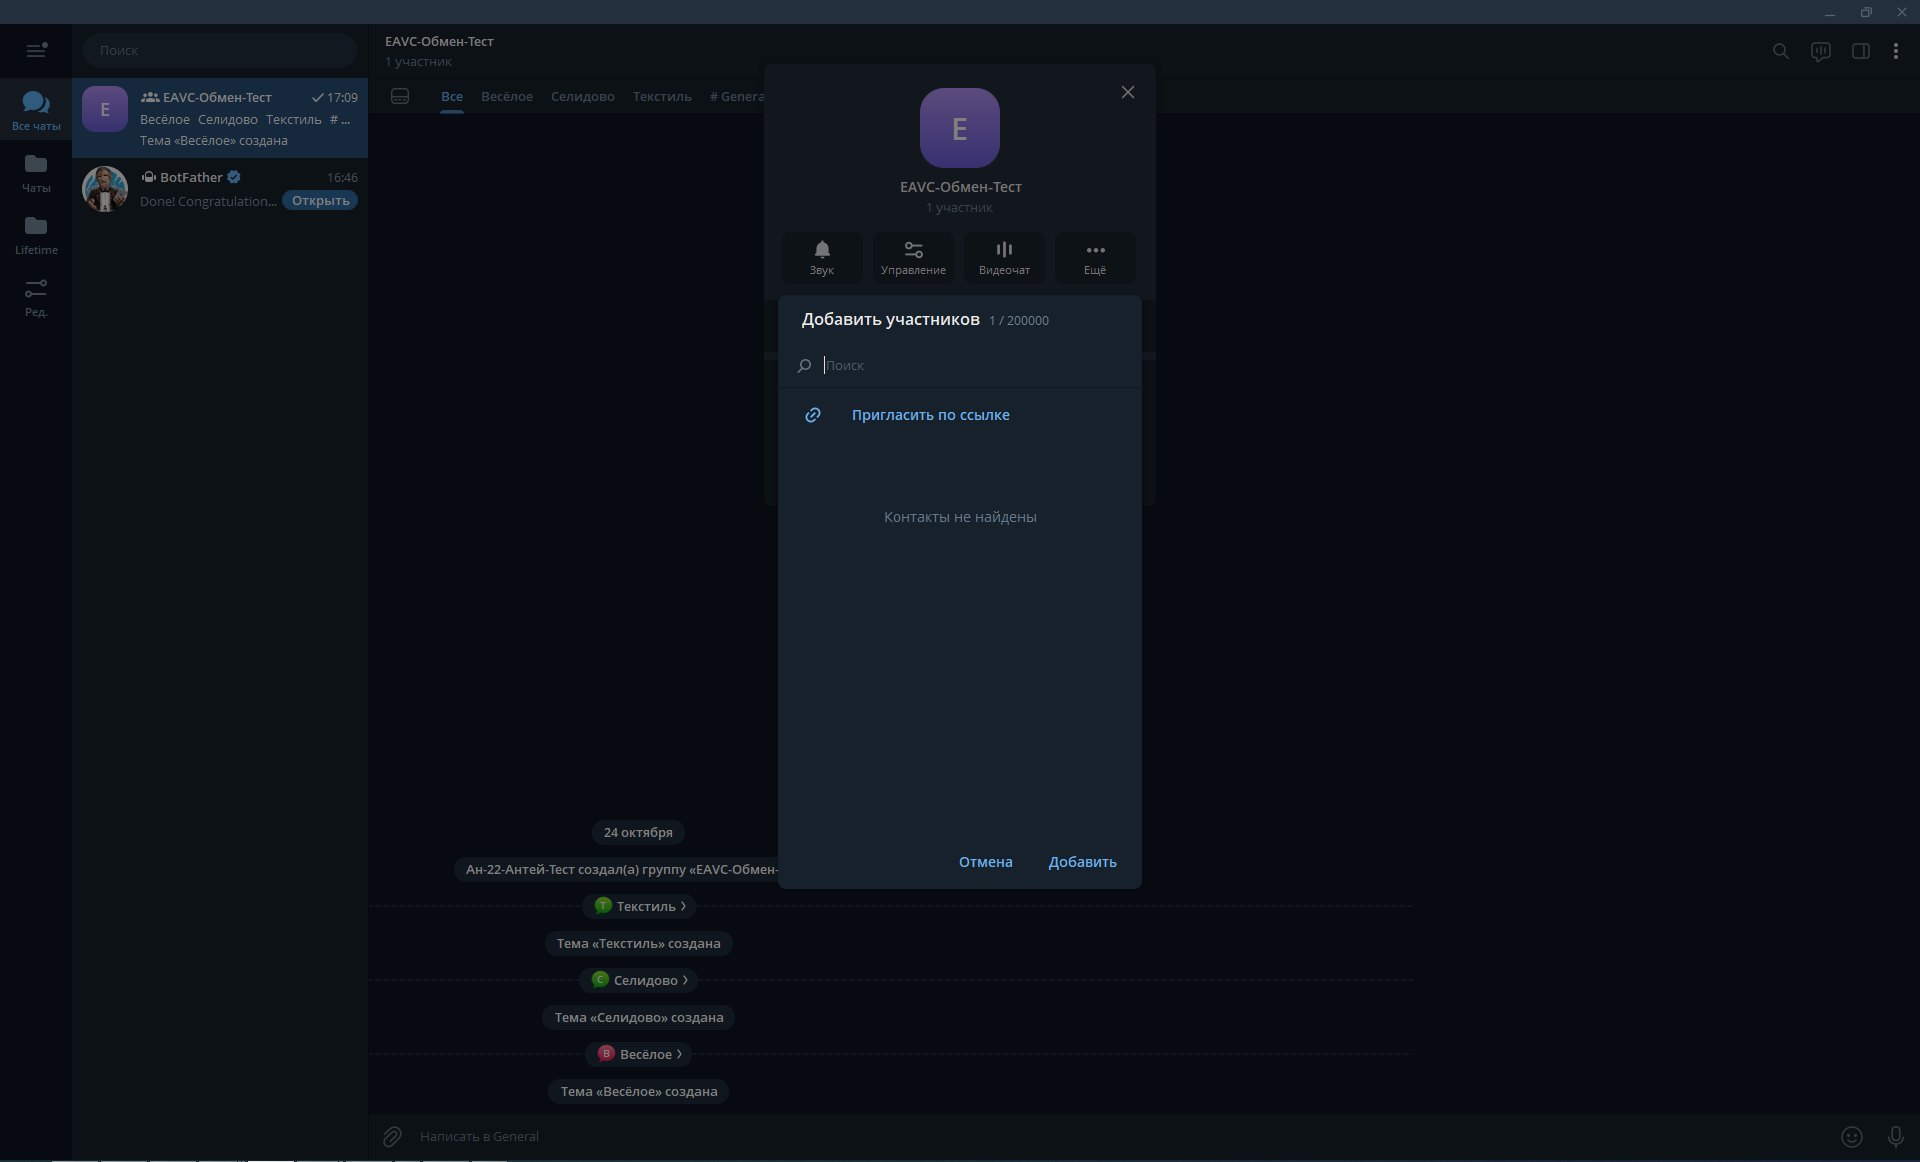 Поиск
Все чаты
Чаты
Lifetime
Ред.
E
EAVC-Обмен-Тест
17:09
Весёлое Селидово Текстиль # ...
Тема «Весёлое» создана
BotFather
16:46
Done! Congratulation...
Открыть
EAVC-Обмен-Тест
1 участник
Все Весёлое Селидово Текстиль # Genera
E
EAVC-Обмен-Тест
1 участник
Звук
Управление
Видеочат
Ещё
Добавить участников 1 / 200000
Поиск
Пригласить по ссылке
Контакты не найдены
Отмена
Добавить
24 октября
Ан-22-Антей-Тест создал(а) группу «EAVC-Обмен-
Т Текстиль
Тема «Текстиль» создана
С Селидово
Тема «Селидово» создана
В Весёлое
Тема «Весёлое» создана
Написать в General